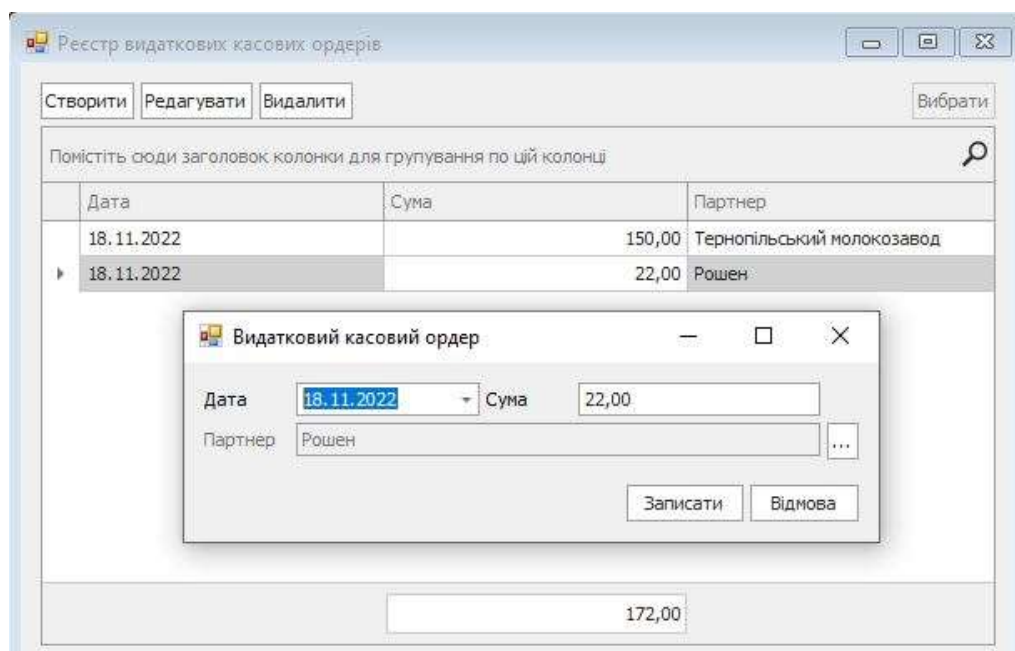 Реєстр видаткових касових ордерів
Створити Редагувати Видалити Вибрати
Помістіть сюди заголовок колонки для групування по цій колонці
Дата Сума Партнер
18.11.2022 150,00 Тернопільський молокозавод
18.11.2022 22,00 Рошен
Видатковий касовий ордер
Дата 18.11.2022 Сума 22,00
Партнер Рошен ...
Записати Відмова
172,00